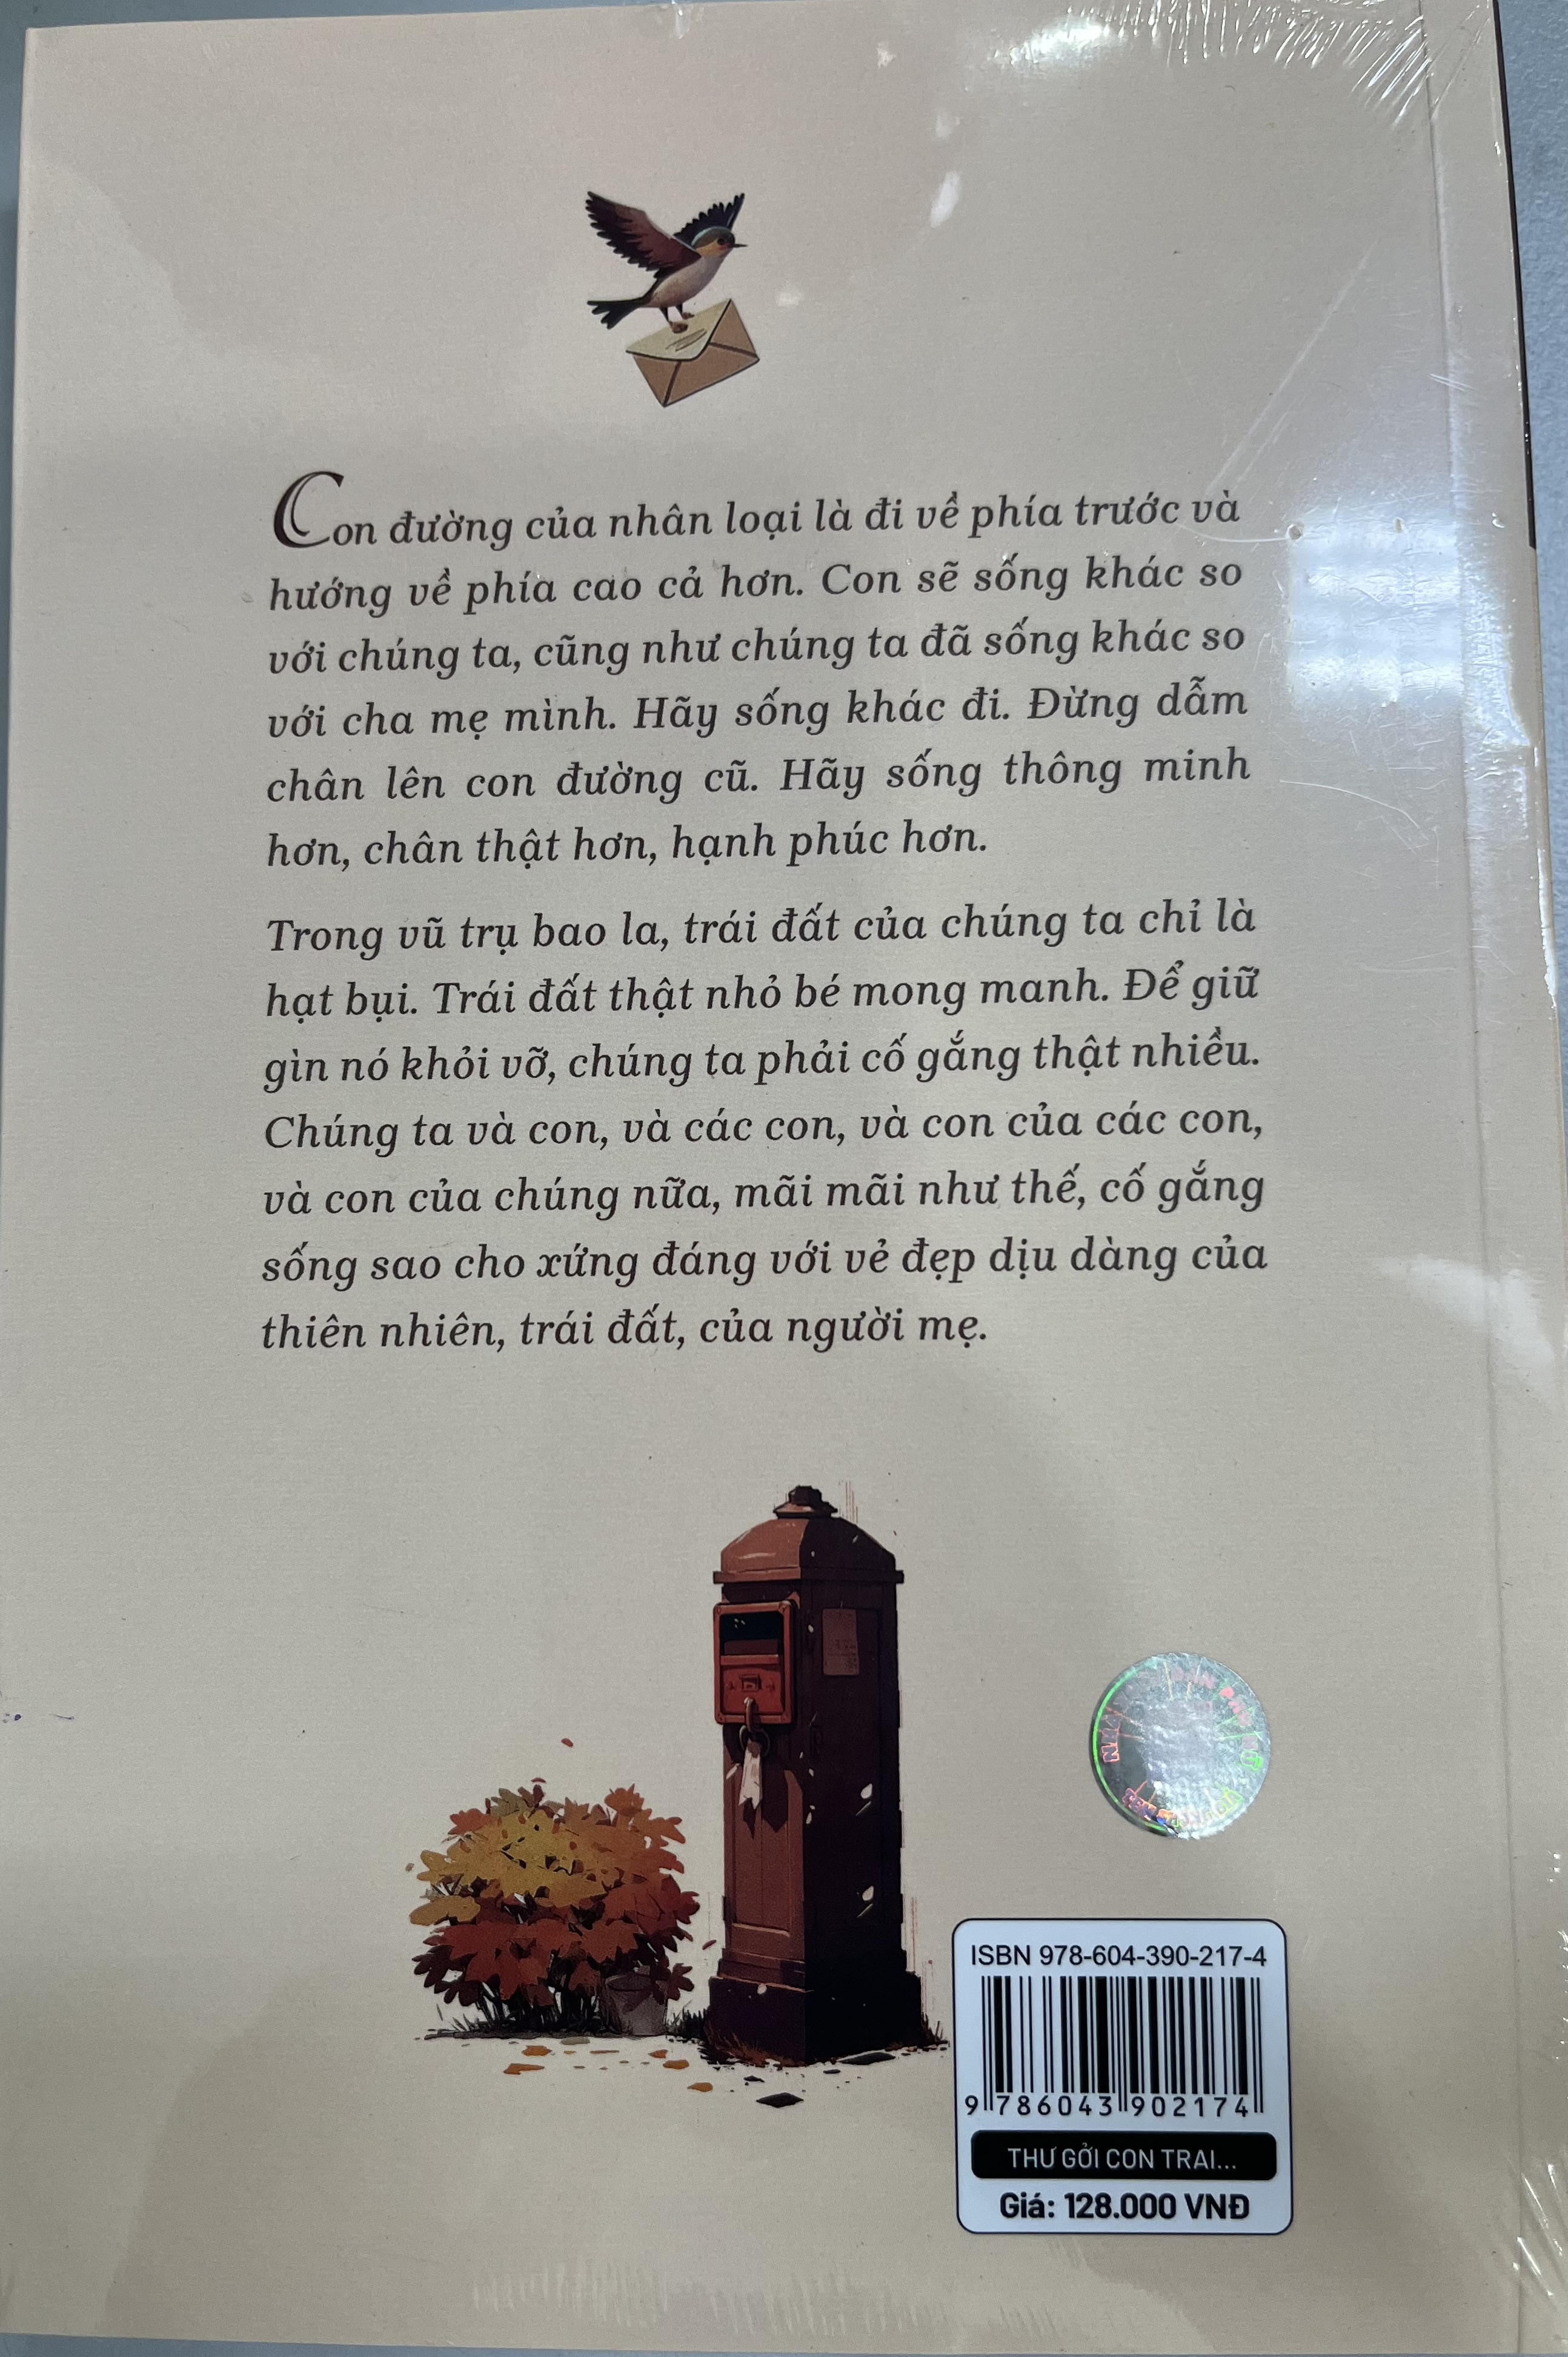 Con đường của nhân loại là đi về phía trước và
hướng về phía cao cả hơn. Con sẽ sống khác so
với chúng ta, cũng như chúng ta đã sống khác so
với cha mẹ mình. Hãy sống khác đi. Đừng dẫm
chân lên con đường cũ. Hãy sống thông minh
hơn, chân thật hơn, hạnh phúc hơn.
Trong vũ trụ bao la, trái đất của chúng ta chỉ là
hạt bụi. Trái đất thật nhỏ bé mong manh. Để giữ
gìn nó khỏi vỡ, chúng ta phải cố gắng thật nhiều.
Chúng ta và con, và các con, và con của các con,
và con của chúng nữa, mãi mãi như thế, cố gắng
sống sao cho xứng đáng với vẻ đẹp dịu dàng của
thiên nhiên, trái đất, của người mẹ.
ISBN 978-604-390-217-4
9 786043 902174
THƯ GỞI CON TRAI...
Giá: 128.000 VNĐ